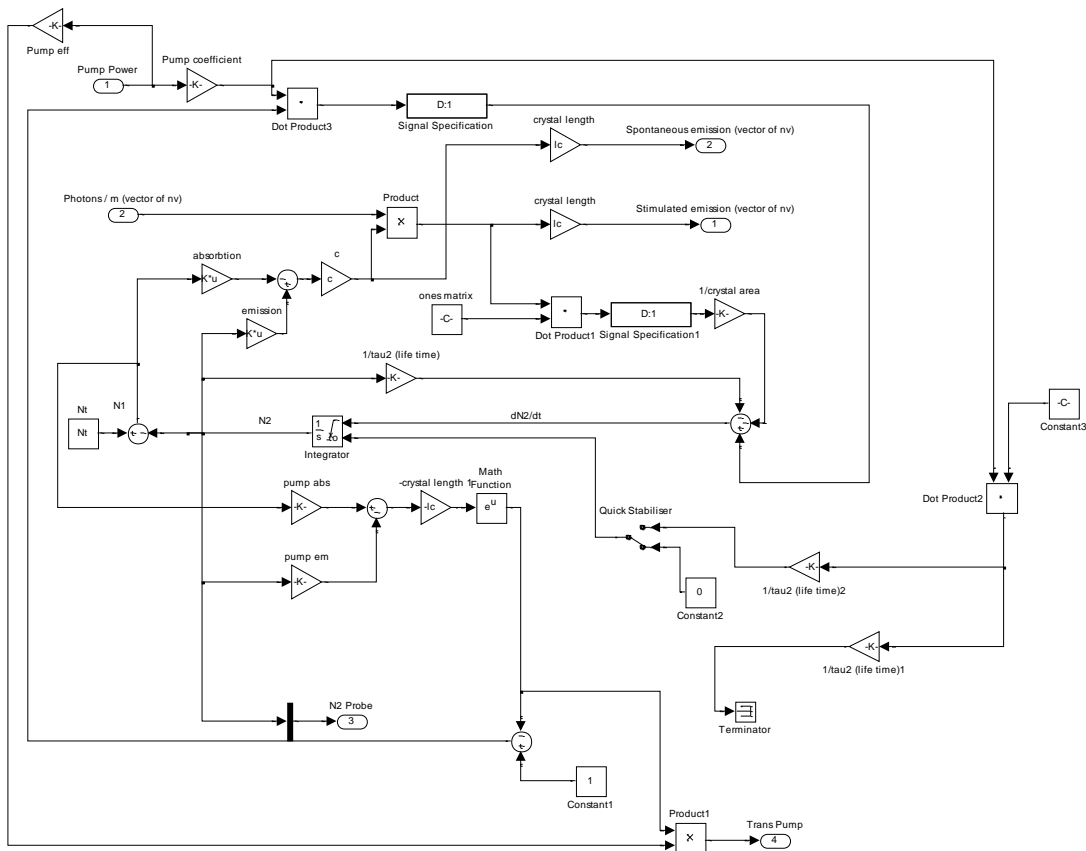 -K-
Pump eff
Pump Power
1
Pump coefficient
-K-
Dot Product3
D:1
Signal Specification
crystal length
lc
Spontaneous emission (vector of nv)
2
Photons / m (vector of nv)
2
Product
x
crystal length
lc
Stimulated emission (vector of nv)
1
absorbtion
K*u
c
c
emission
K*u
ones matrix
-C-
Dot Product1
D:1
Signal Specification1
1/crystal area
-K-
1/tau2 (life time)
-K-
Nt
Nt
N1
N2
1
s
xo
Integrator
dN2/dt
-C-
Constant3
pump abs
-K-
-crystal length 1
-lc
Math
Function
e^u
Quick Stabiliser
Dot Product2
pump em
-K-
0
Constant2
-K-
1/tau2 (life time)2
-K-
1/tau2 (life time)1
N2 Probe
3
Terminator
1
Constant1
Product1
x
Trans Pump
4